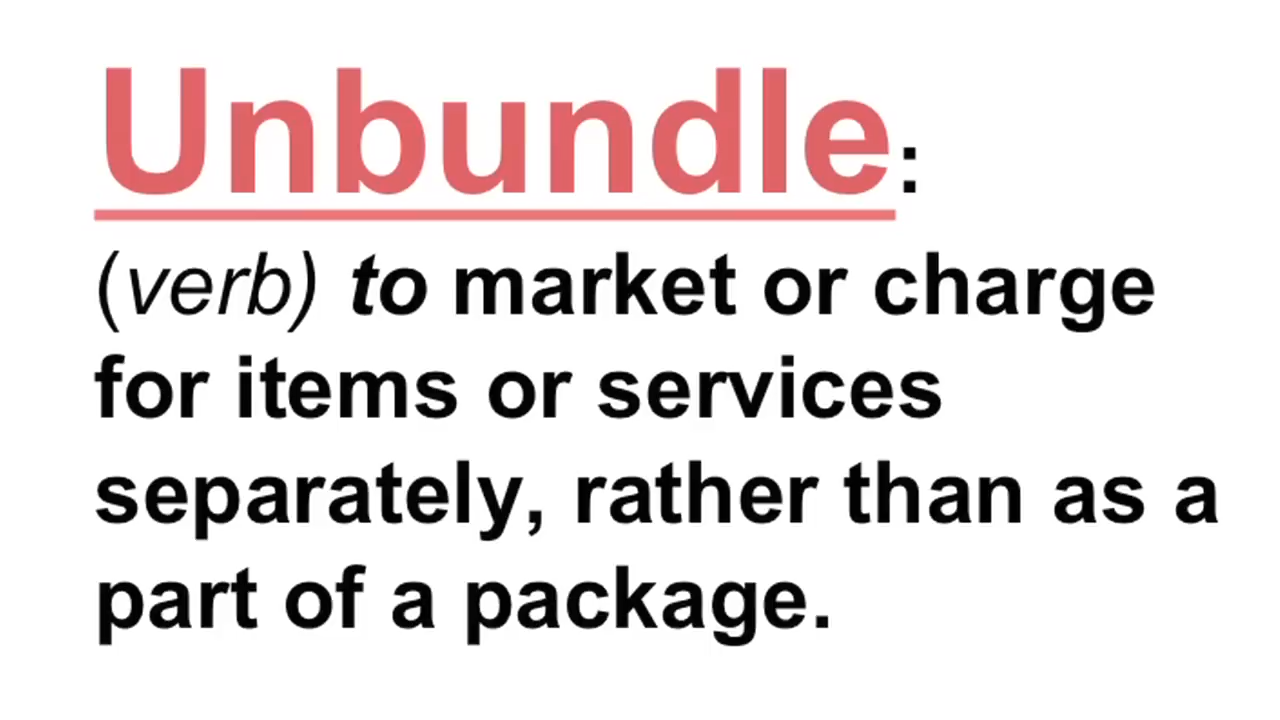 Unbundle:
(verb) to market or charge
for items or services
separately, rather than as a
part of a package.